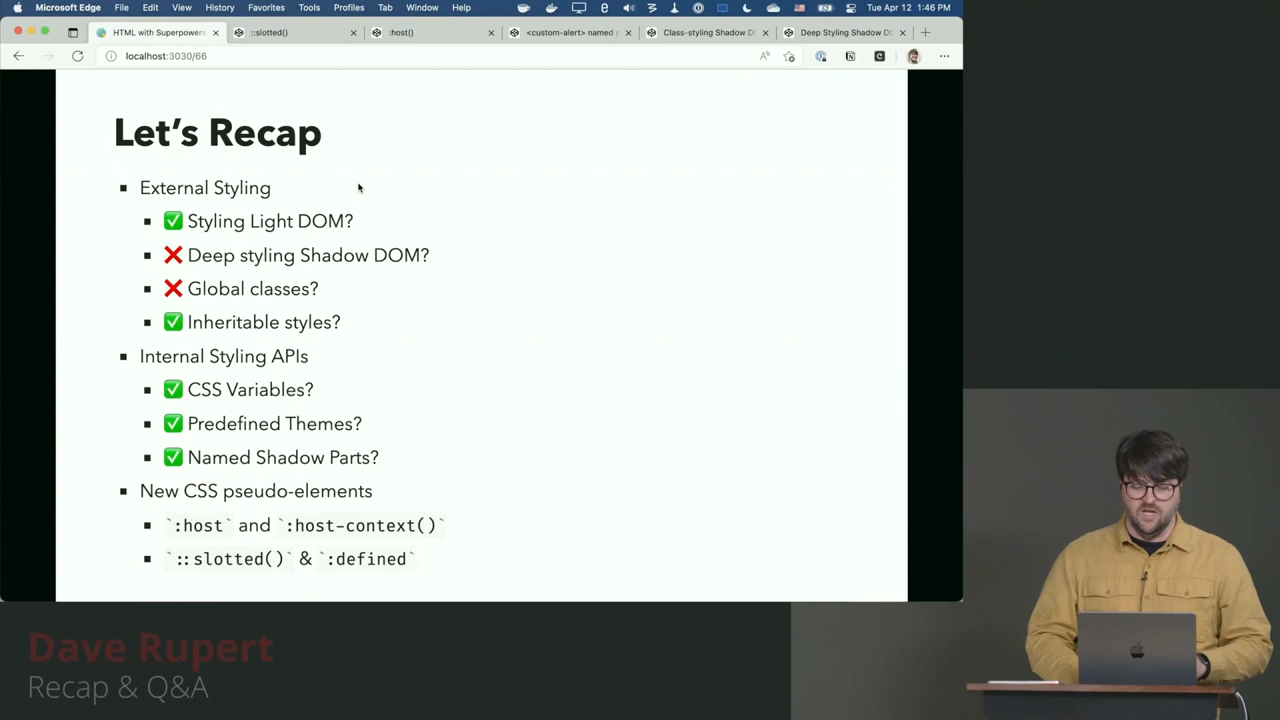 Microsoft Edge File Edit View History Favorites Tools Profiles Tab Window Help Tue Apr 12 1:46 PM
HTML with Superpowers ::slotted() :host() <custom-alert> named Class-styling Shadow Deep Styling Shadow
localhost:3030/66
Let's Recap
External Styling
✅ Styling Light DOM?
❌ Deep styling Shadow DOM?
❌ Global classes?
✅ Inheritable styles?
Internal Styling APIs
✅ CSS Variables?
✅ Predefined Themes?
✅ Named Shadow Parts?
New CSS pseudo-elements
`:host` and `:host-context()`
`::slotted()` & `:defined`
Dave Rupert
Recap & Q&A